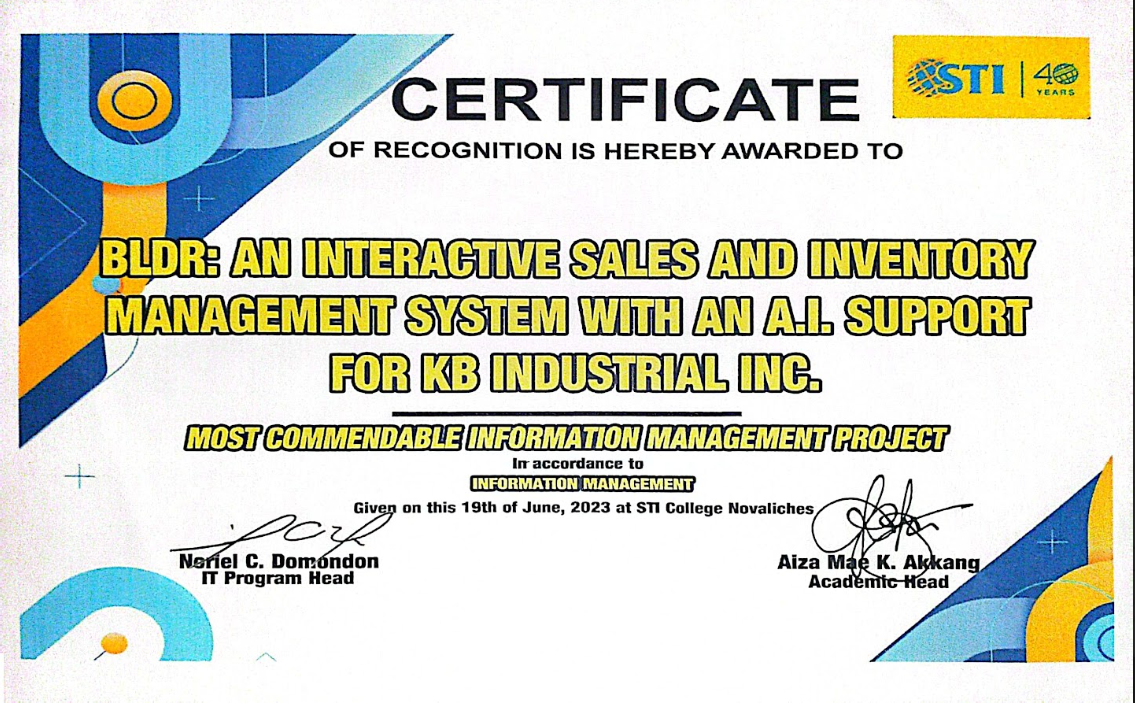 CERTIFICATE
STI | 40
YEARS
OF RECOGNITION IS HEREBY AWARDED TO
BLDR: AN INTERACTIVE SALES AND INVENTORY
MANAGEMENT SYSTEM WITH AN A.I. SUPPORT
FOR KB INDUSTRIAL INC.
MOST COMMENDABLE INFORMATION MANAGEMENT PROJECT
In accordance to
INFORMATION MANAGEMENT
Given on this 19th of June, 2023 at STI College Novaliches
Noriel C. Domondon
IT Program Head
Aiza Mae K. Akkang
Academic Head